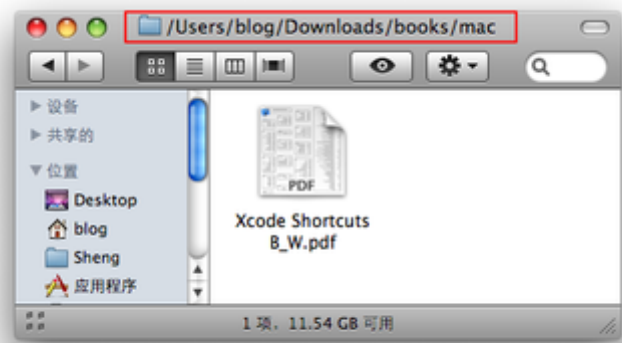 /Users/blog/Downloads/books/mac
设备
共享的
位置
Desktop
blog
Sheng
应用程序
PDF
Xcode Shortcuts
B_W.pdf
1 项，11.54 GB 可用